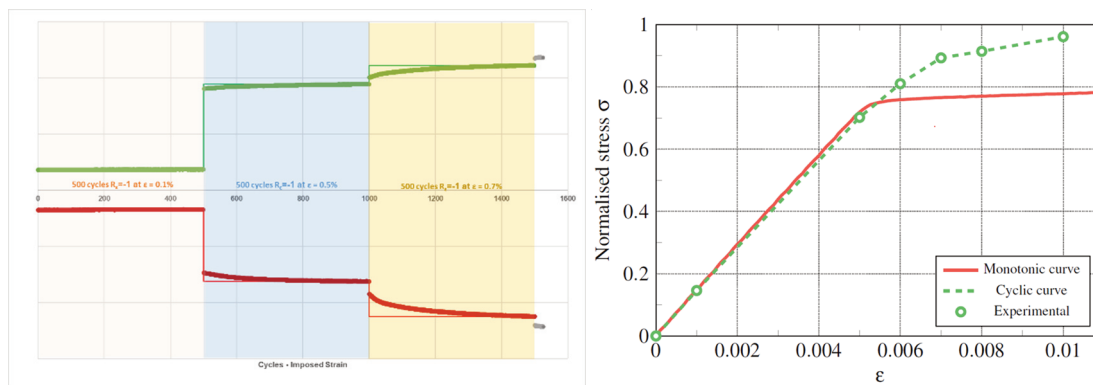 500 cycles Rε=-1 at ε = 0.1%
500 cycles Rε=-1 at ε = 0.5%
500 cycles Rε=-1 at ε = 0.7%
0
200
400
600
800
1000
1200
1400
1600
Cycles - Imposed Strain
Normalised stress σ
1
0.8
0.6
0.4
0.2
0
Monotonic curve
Cyclic curve
Experimental
0
0.002
0.004
0.006
0.008
0.01
ε